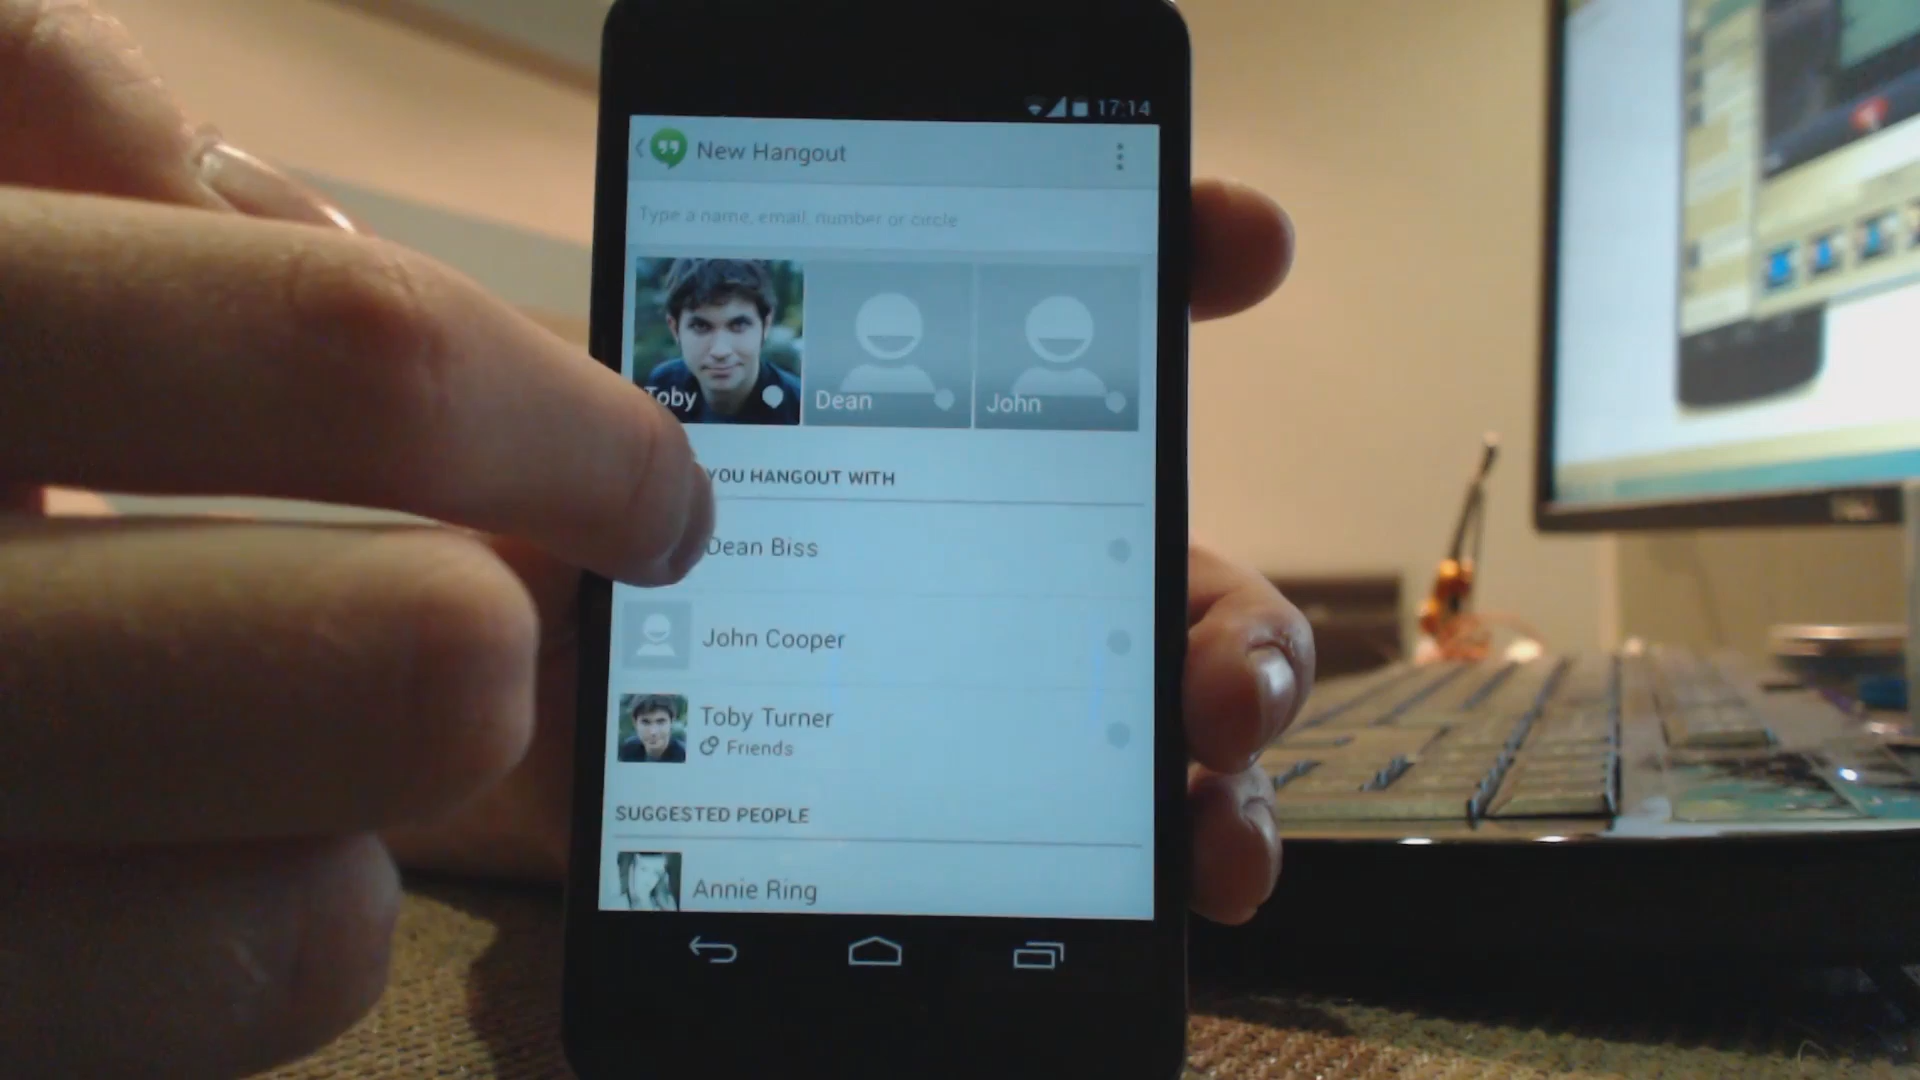 17:14
New Hangout
Type a name, email, number or circle
Toby Dean John
YOU HANGOUT WITH
Dean Biss
John Cooper
Toby Turner
Friends
SUGGESTED PEOPLE
Annie Ring